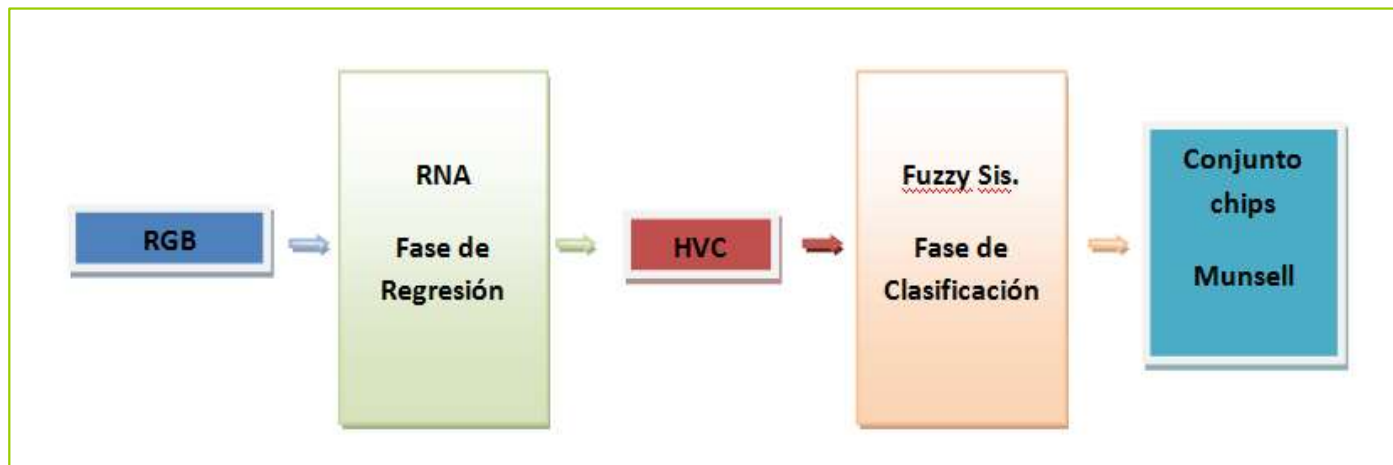 RGB
RNA
Fase de
Regresión
HVC
Fuzzy Sis.
Fase de
Clasificación
Conjunto
chips
Munsell